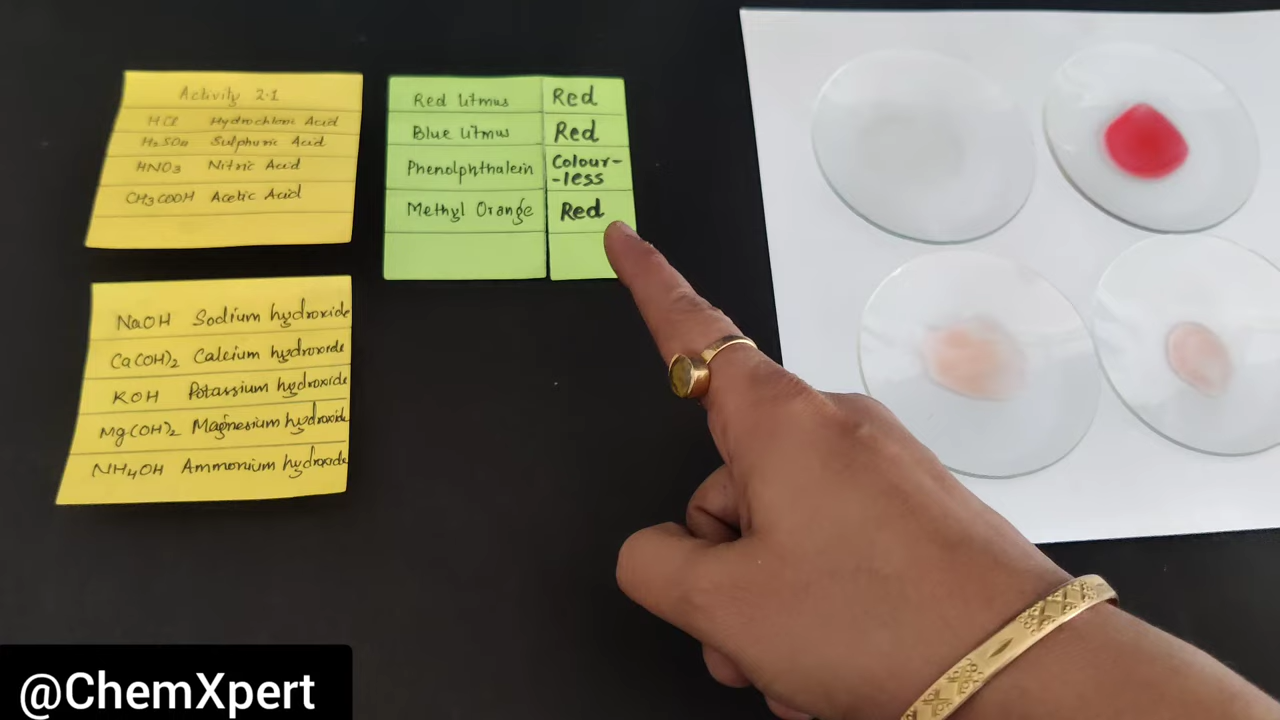 Activity 2.1
HCl Hydrochloric Acid
H2SO4 Sulphuric Acid
HNO3 Nitric Acid
CH3COOH Acetic Acid
Red litmus Red
Blue litmus Red
Phenolphthalein Colour-
-less
Methyl Orange Red
NaOH Sodium hydroxide
Ca(OH)2 Calcium hydroxide
KOH Potassium hydroxide
Mg(OH)2 Magnesium hydroxide
NH4OH Ammonium hydroxide
@ChemXpert